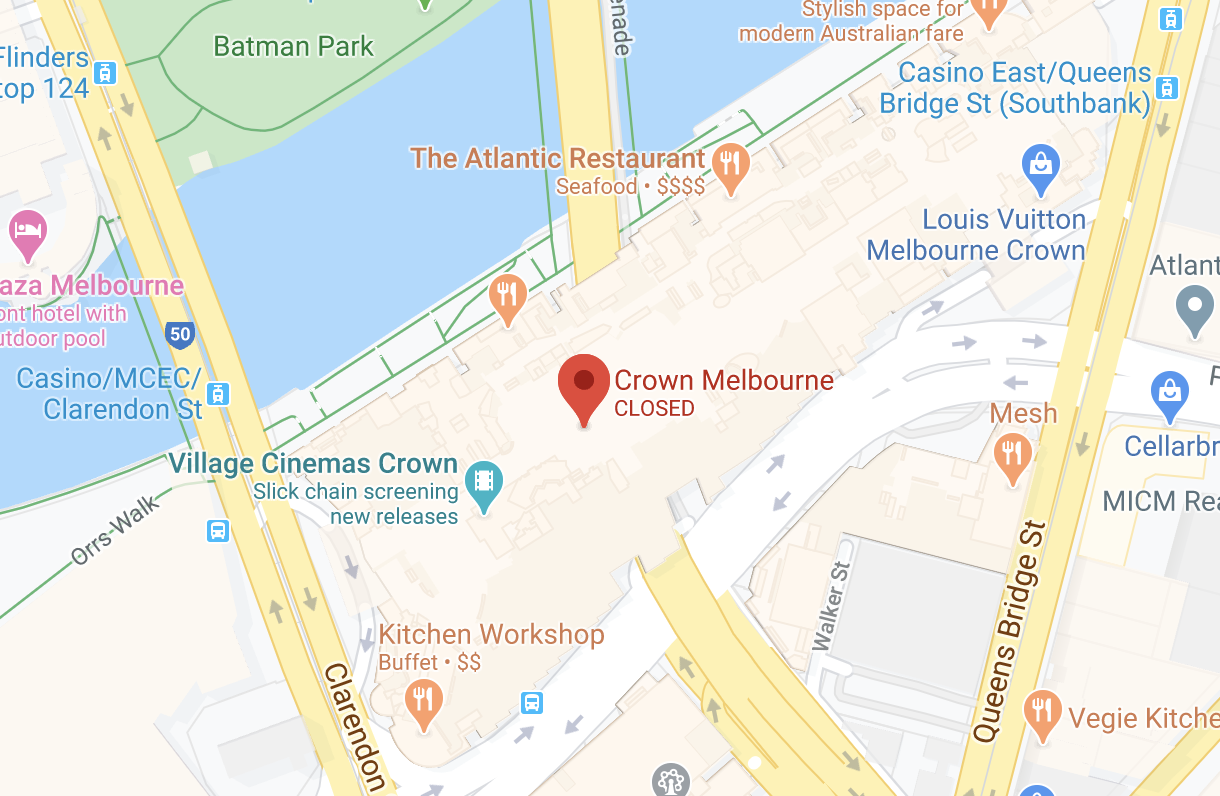 Stylish space for
modern Australian fare
Batman Park
Flinders
top 124
Casino East/Queens
Bridge St (Southbank)
The Atlantic Restaurant
Seafood • $$$$
Louis Vuitton
Melbourne Crown
Atlant
aza Melbourne
ont hotel with
utdoor pool
50
Casino/MCEC/
Clarendon St
Crown Melbourne
CLOSED
Mesh
Cellarbr
Village Cinemas Crown
Slick chain screening
new releases
MICM Rea
Orrs Walk
Walker St
Queens Bridge St
Kitchen Workshop
Buffet • $$
Clarendon
Vegie Kitche